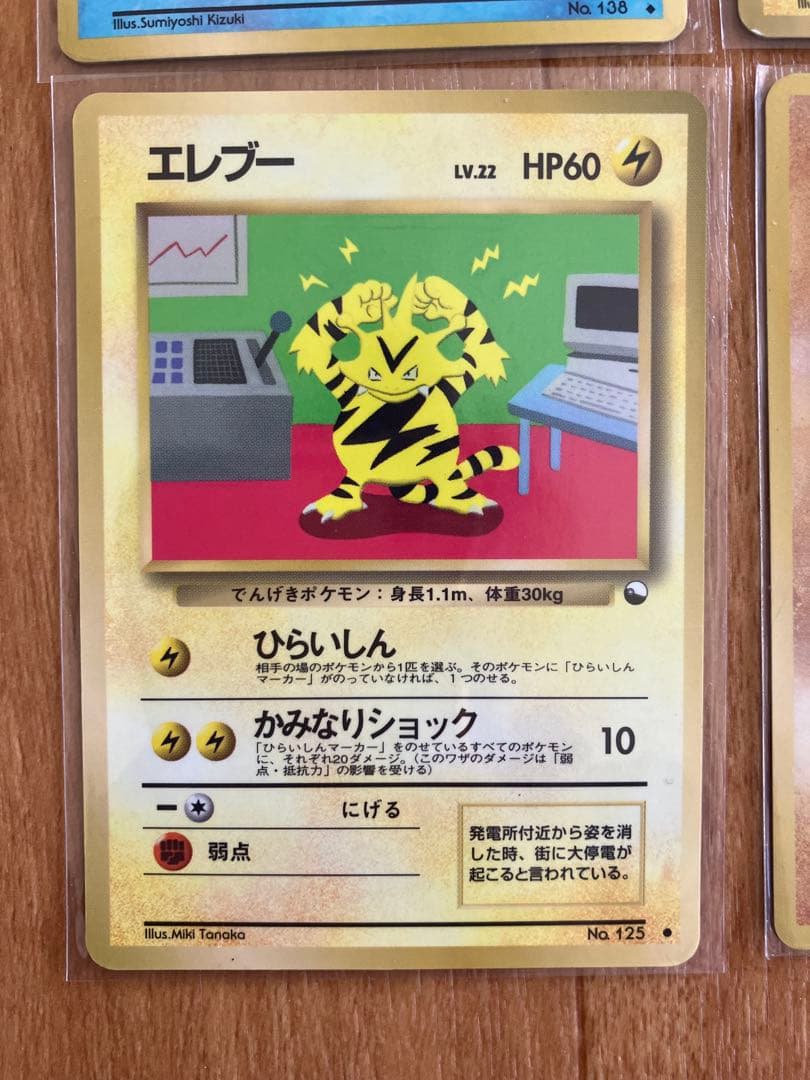 Illus.Sumiyoshi Kizuki
No. 138
エレブー
LV.22 HP60
でんげきポケモン：身長1.1m、体重30kg
ひらいしん
相手の場のポケモンから1匹を選ぶ。そのポケモンに「ひらいしん
マーカー」がのっていなければ、1つのせる。
かみなりショック 10
「ひらいしんマーカー」をのせているすべてのポケモン
に、それぞれ20ダメージ。（このワザのダメージは「弱
点・抵抗力」の影響を受ける）
にげる
弱点
発電所付近から姿を消
した時、街に大停電が
起こると言われている。
Illus.Miki Tanaka
No. 125